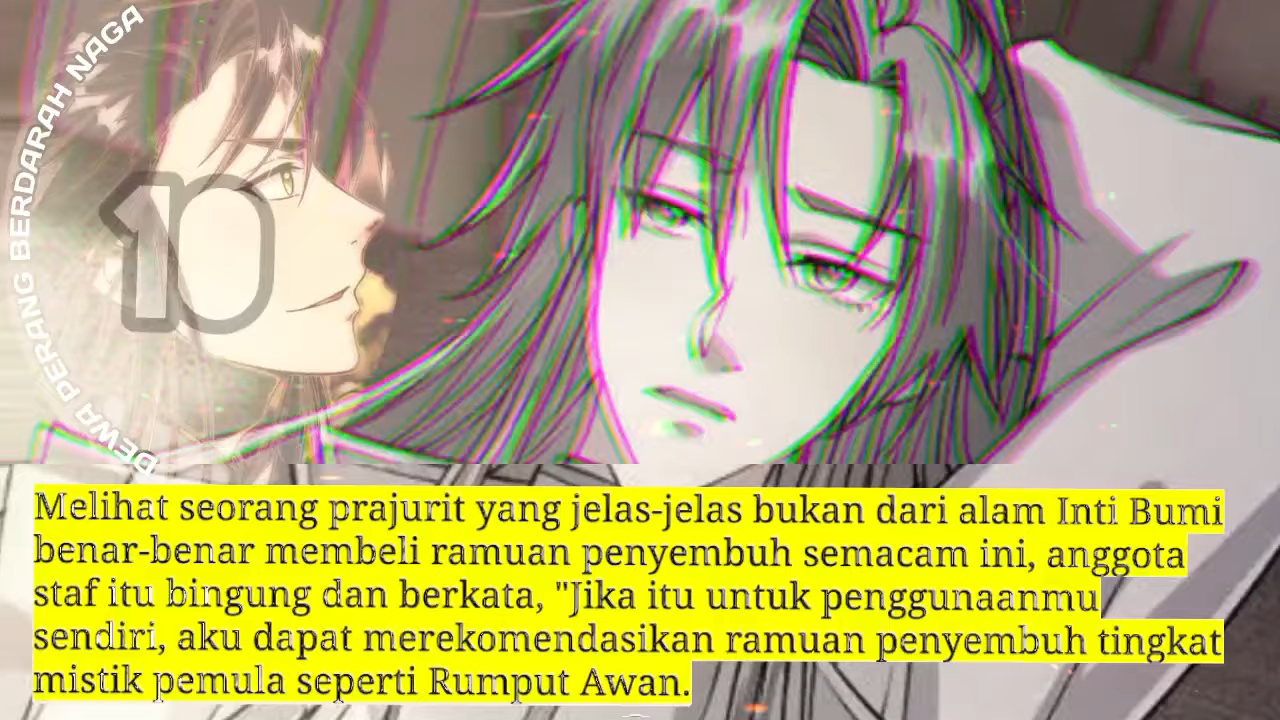 DEWA PERANG BERDARAH NAGA
10
Melihat seorang prajurit yang jelas-jelas bukan dari alam Inti Bumi
benar-benar membeli ramuan penyembuh semacam ini, anggota
staf itu bingung dan berkata, "Jika itu untuk penggunaanmu
sendiri, aku dapat merekomendasikan ramuan penyembuh tingkat
mistik pemula seperti Rumput Awan.